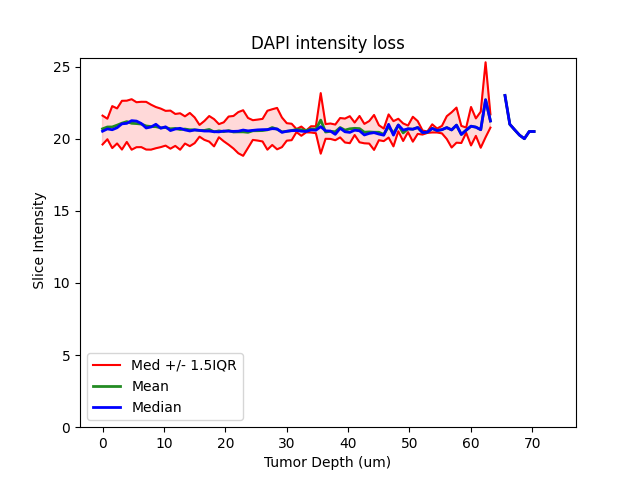 DAPI intensity loss
25
20
15
10
5
0
Slice Intensity
Med +/- 1.5IQR
Mean
Median
0 10 20 30 40 50 60 70
Tumor Depth (um)